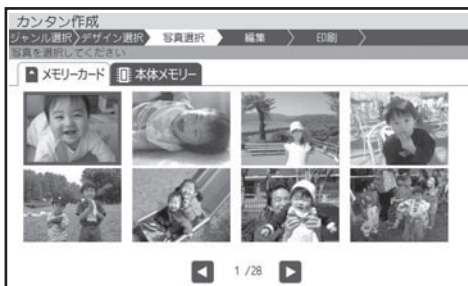 カンタン作成
ジャンル選択 デザイン選択 写真選択 編集 印刷
写真を選択してください
メモリーカード 本体メモリー
1 /28